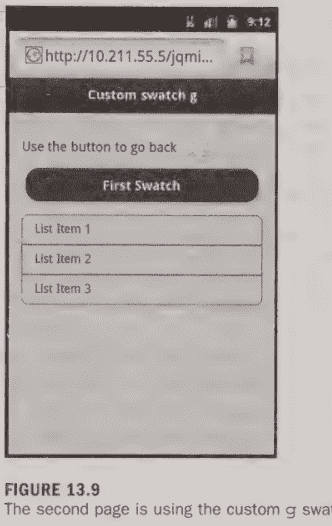 9:12
http://10.211.55.5/jqmi...
Custom swatch g
Use the button to go back
First Swatch
List Item 1
List Item 2
List Item 3
FIGURE 13.9
The second page is using the custom g swa